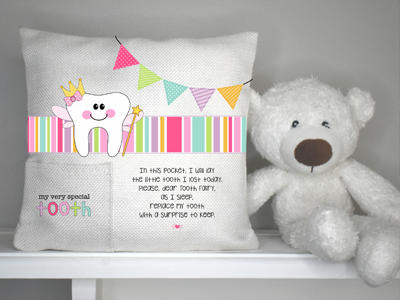 my very special
tooth
In this pocket, I will lay
the little tooth I lost today.
Please, dear Tooth Fairy,
as I sleep,
replace my tooth
with a surprise to keep.